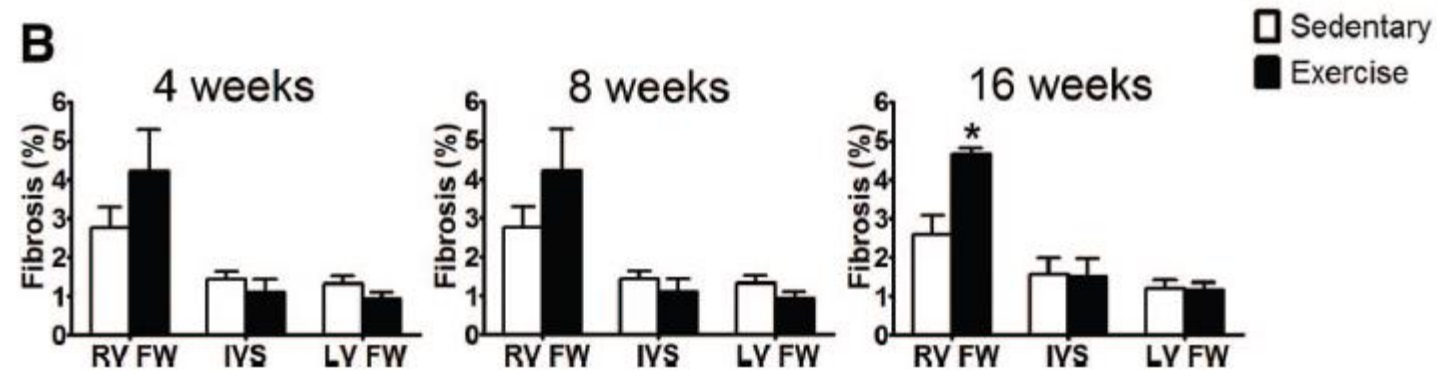 B
Sedentary
Exercise
4 weeks
Fibrosis (%)
6
5
4
3
2
1
0
RV FW IVS LV FW
8 weeks
Fibrosis (%)
6
5
4
3
2
1
0
RV FW IVS LV FW
16 weeks
Fibrosis (%)
6
5
4
3
2
1
0
*
RV FW IVS LV FW